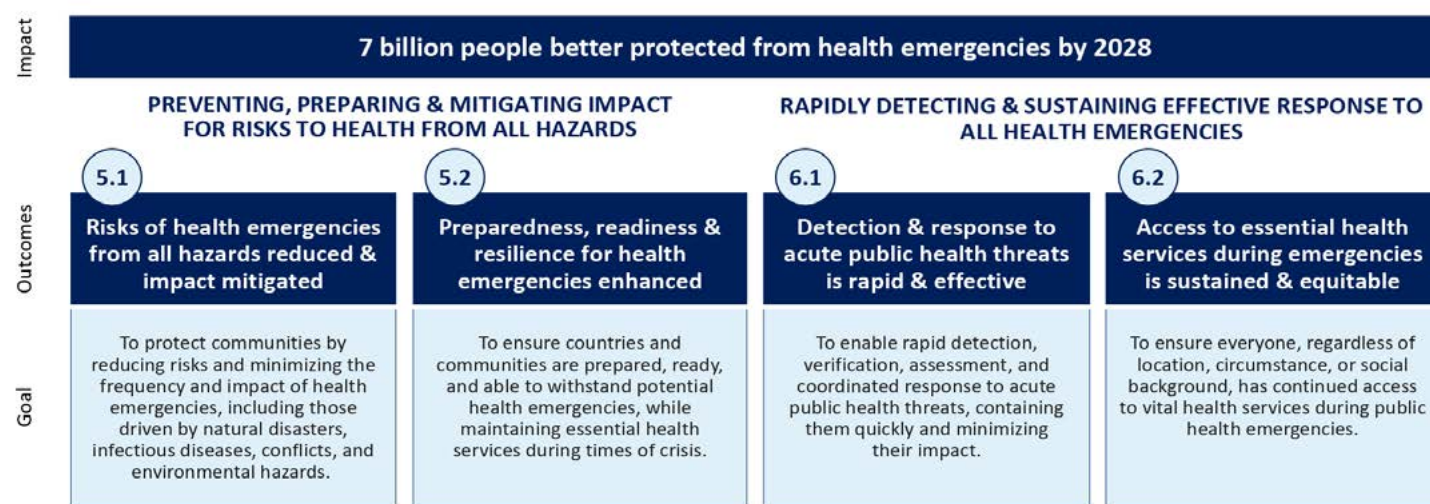 Impact
7 billion people better protected from health emergencies by 2028
PREVENTING, PREPARING & MITIGATING IMPACT
FOR RISKS TO HEALTH FROM ALL HAZARDS
RAPIDLY DETECTING & SUSTAINING EFFECTIVE RESPONSE TO
ALL HEALTH EMERGENCIES
Outcomes
5.1
Risks of health emergencies
from all hazards reduced &
impact mitigated
5.2
Preparedness, readiness &
resilience for health
emergencies enhanced
6.1
Detection & response to
acute public health threats
is rapid & effective
6.2
Access to essential health
services during emergencies
is sustained & equitable
Goal
To protect communities by
reducing risks and minimizing the
frequency and impact of health
emergencies, including those
driven by natural disasters,
infectious diseases, conflicts, and
environmental hazards.
To ensure countries and
communities are prepared, ready,
and able to withstand potential
health emergencies, while
maintaining essential health
services during times of crisis.
To enable rapid detection,
verification, assessment, and
coordinated response to acute
public health threats, containing
them quickly and minimizing
their impact.
To ensure everyone, regardless of
location, circumstance, or social
background, has continued access
to vital health services during public
health emergencies.